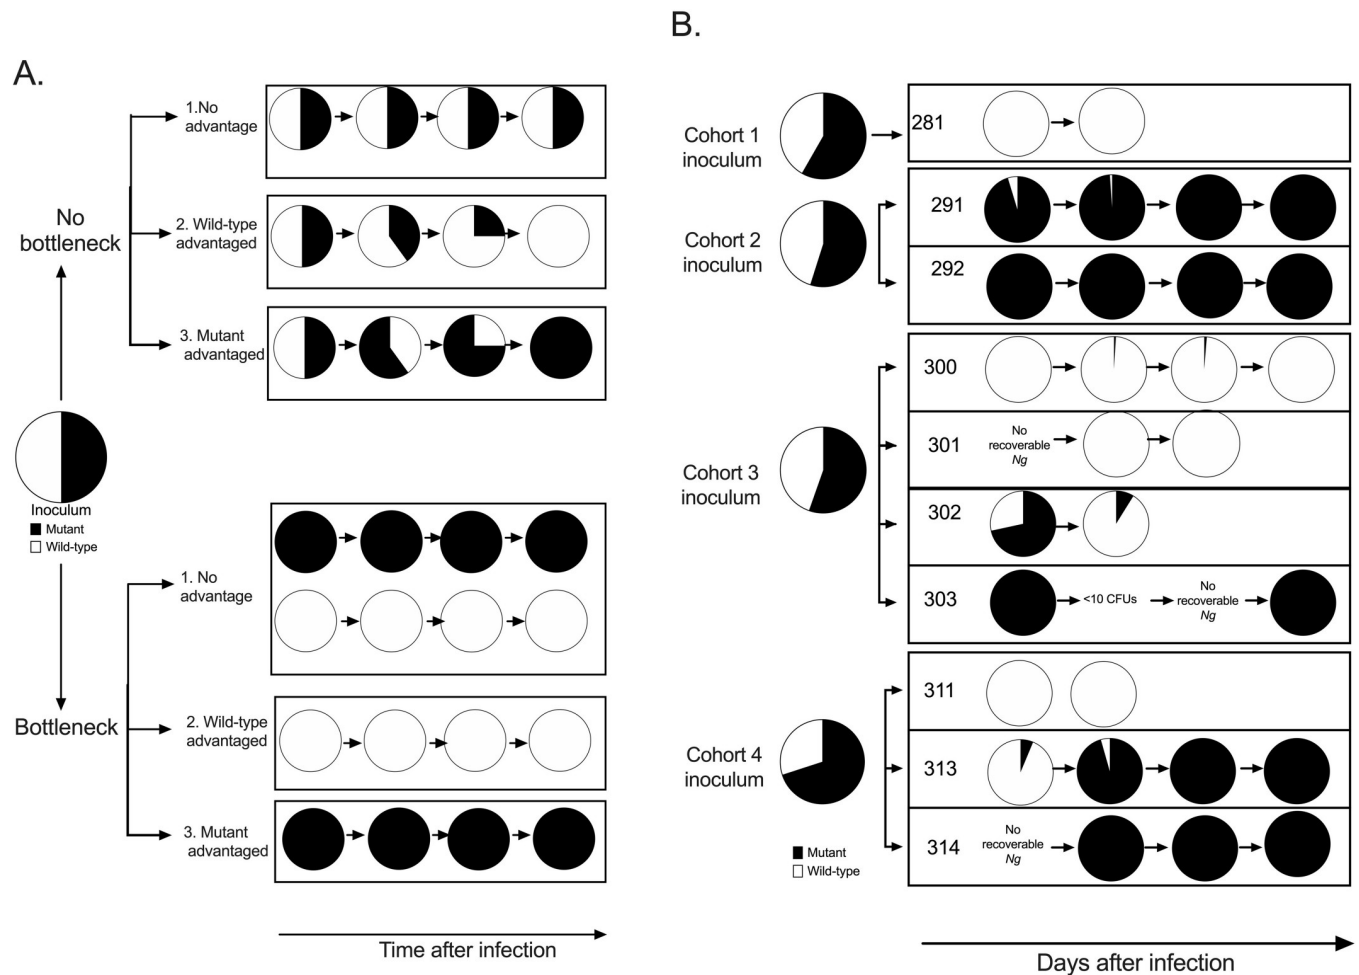 A.
No
bottleneck
1.No
advantage
2. Wild-type
advantaged
3. Mutant
advantaged
Inoculum
Mutant
Wild-type
Bottleneck
1. No
advantage
2. Wild-type
advantaged
3. Mutant
advantaged
Time after infection
B.
Cohort 1
inoculum
281
Cohort 2
inoculum
291
292
Cohort 3
inoculum
300
301
No
recoverable
Ng
302
303
<10 CFUs
No
recoverable
Ng
Cohort 4
inoculum
311
313
314
No
recoverable
Ng
Mutant
Wild-type
Days after infection